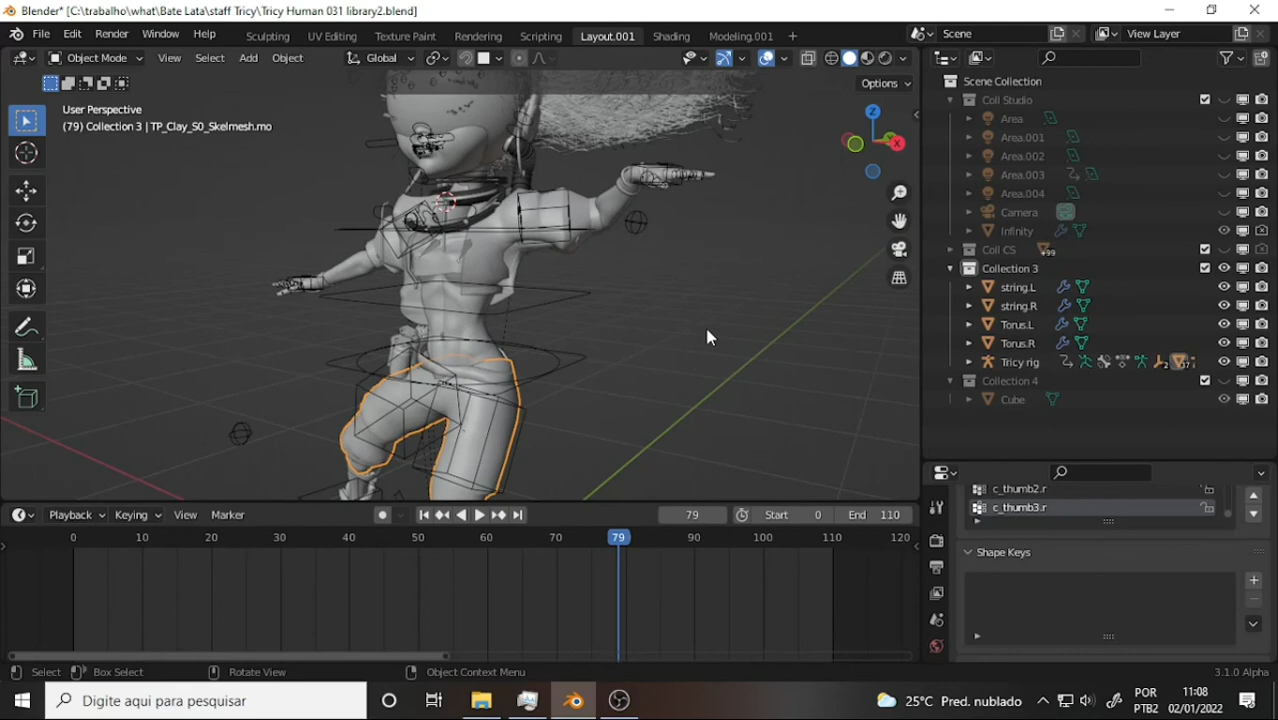 Blender* [C:\trabalho\what\Bate Lata\staff Tricy\Tricy Human 031 library2.blend]
File Edit Render Window Help Sculpting UV Editing Texture Paint Rendering Scripting Layout.001 Shading Modeling.001 + Scene View Layer
Object Mode View Select Add Object Global
Options
User Perspective
(79) Collection 3 | TP_Clay_S0_Skelmesh.mo
Z
X
Scene Collection
Coll Studio
Area
Area.001
Area.002
Area.003
Area.004
Camera
Infinity
Coll CS +99
Collection 3
string.L
string.R
Torus.L
Torus.R
Tricy rig
Collection 4
Cube
c_thumb2.r
c_thumb3.r
Shape Keys
Playback Keying View Marker 79 Start 0 End 110
0 10 20 30 40 50 60 79 90 100 110 120
Select Box Select Rotate View Object Context Menu 3.1.0 Alpha
Digite aqui para pesquisar
25°C Pred. nublado
POR
PTB2
11:08
02/01/2022